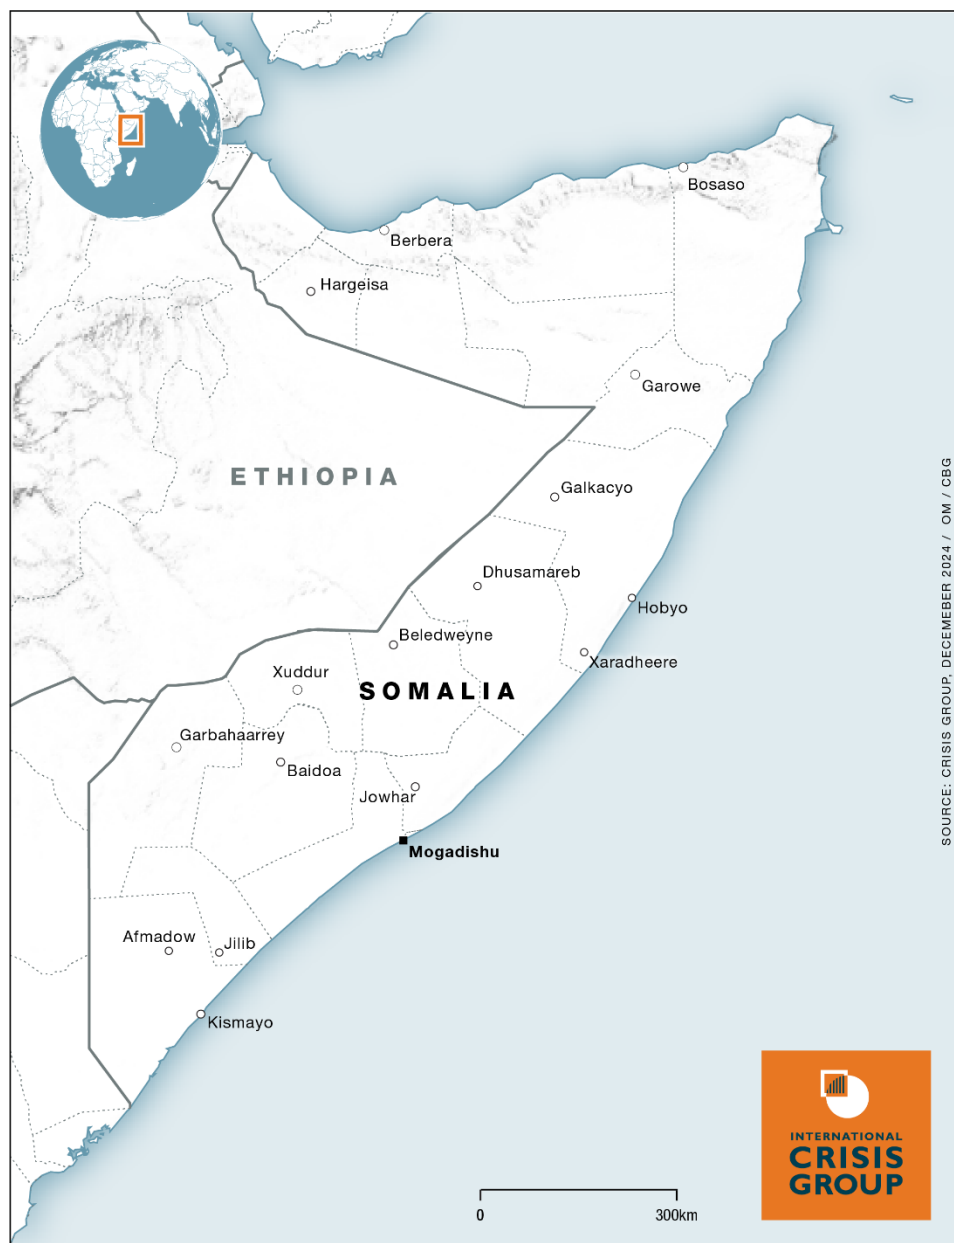 Bosaso
Berbera
Hargeisa
Garowe
ETHIOPIA
Galkacyo
Dhusamareb
Hobyo
Beledweyne
Xaradheere
Xuddur
SOMALIA
Garbahaarrey
Baidoa
Jowhar
Mogadishu
Afmadow
Jilib
Kismayo
SOURCE: CRISIS GROUP, DECEMEBER 2024 / OM / CBG
INTERNATIONAL
CRISIS
GROUP
0 300km